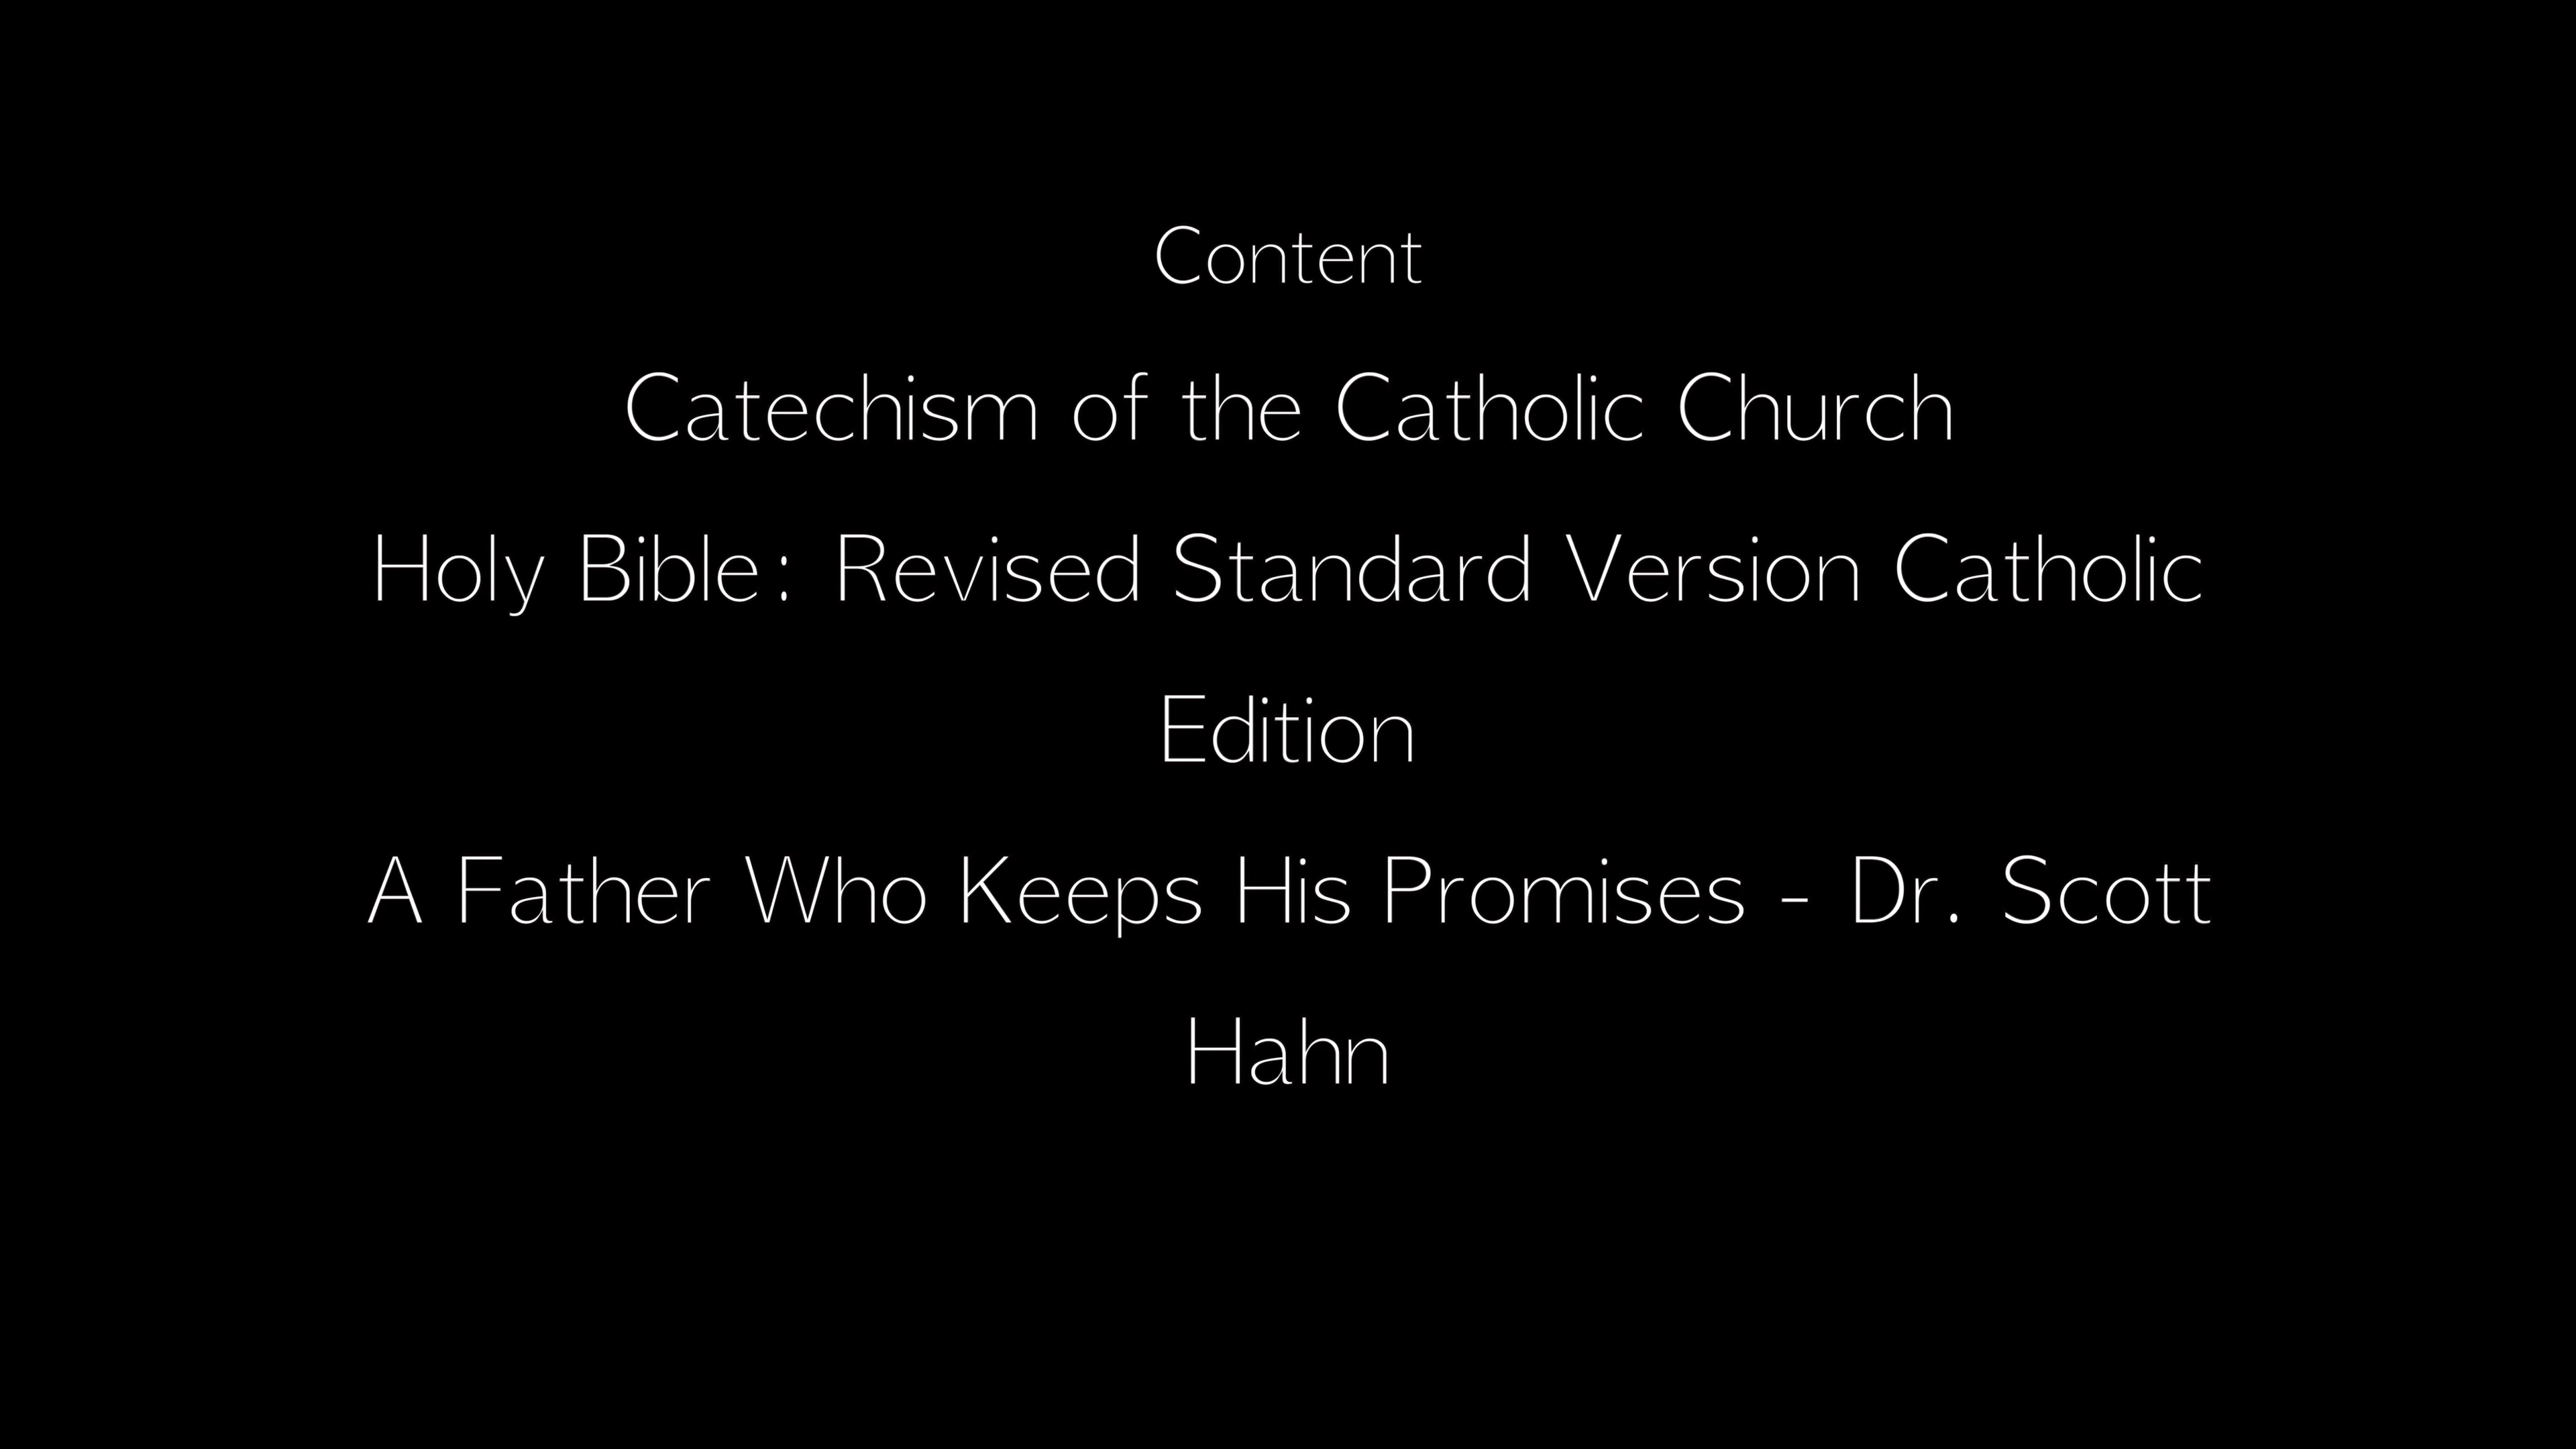 Content
Catechism of the Catholic Church
Holy Bible: Revised Standard Version Catholic
Edition
A Father Who Keeps His Promises - Dr. Scott
Hahn